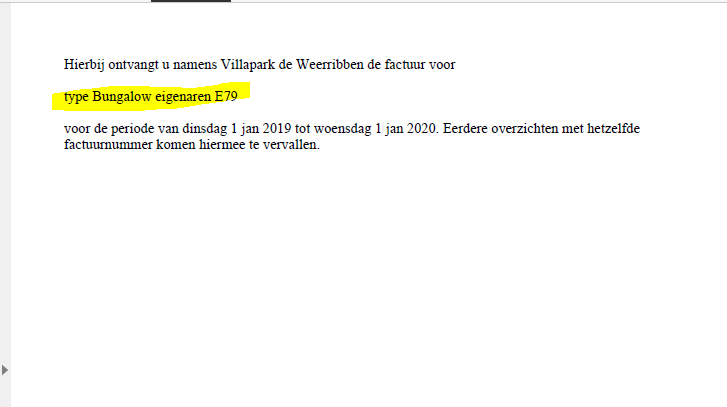 Hierbij ontvangt u namens Villapark de Weerribben de factuur voor
type Bungalow eigenaren E79
voor de periode van dinsdag 1 jan 2019 tot woensdag 1 jan 2020. Eerdere overzichten met hetzelfde
factuurnummer komen hiermee te vervallen.